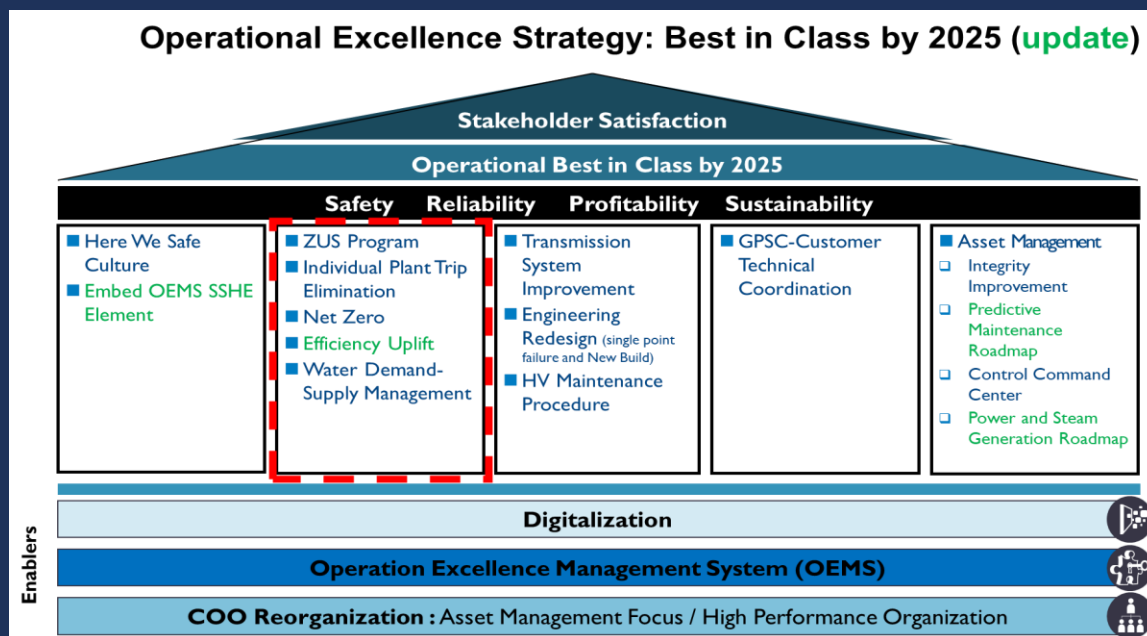 Operational Excellence Strategy: Best in Class by 2025 (update)
Stakeholder Satisfaction
Operational Best in Class by 2025
Safety Reliability Profitability Sustainability
Here We Safe
Culture
Embed OEMS SSHE
Element
ZUS Program
Individual Plant Trip
Elimination
Net Zero
Efficiency Uplift
Water Demand-
Supply Management
Transmission
System
Improvement
Engineering
Redesign (single point
failure and New Build)
HV Maintenance
Procedure
GPSC-Customer
Technical
Coordination
Asset Management
Integrity
Improvement
Predictive
Maintenance
Roadmap
Control Command
Center
Power and Steam
Generation Roadmap
Enablers
Digitalization
Operation Excellence Management System (OEMS)
COO Reorganization : Asset Management Focus / High Performance Organization